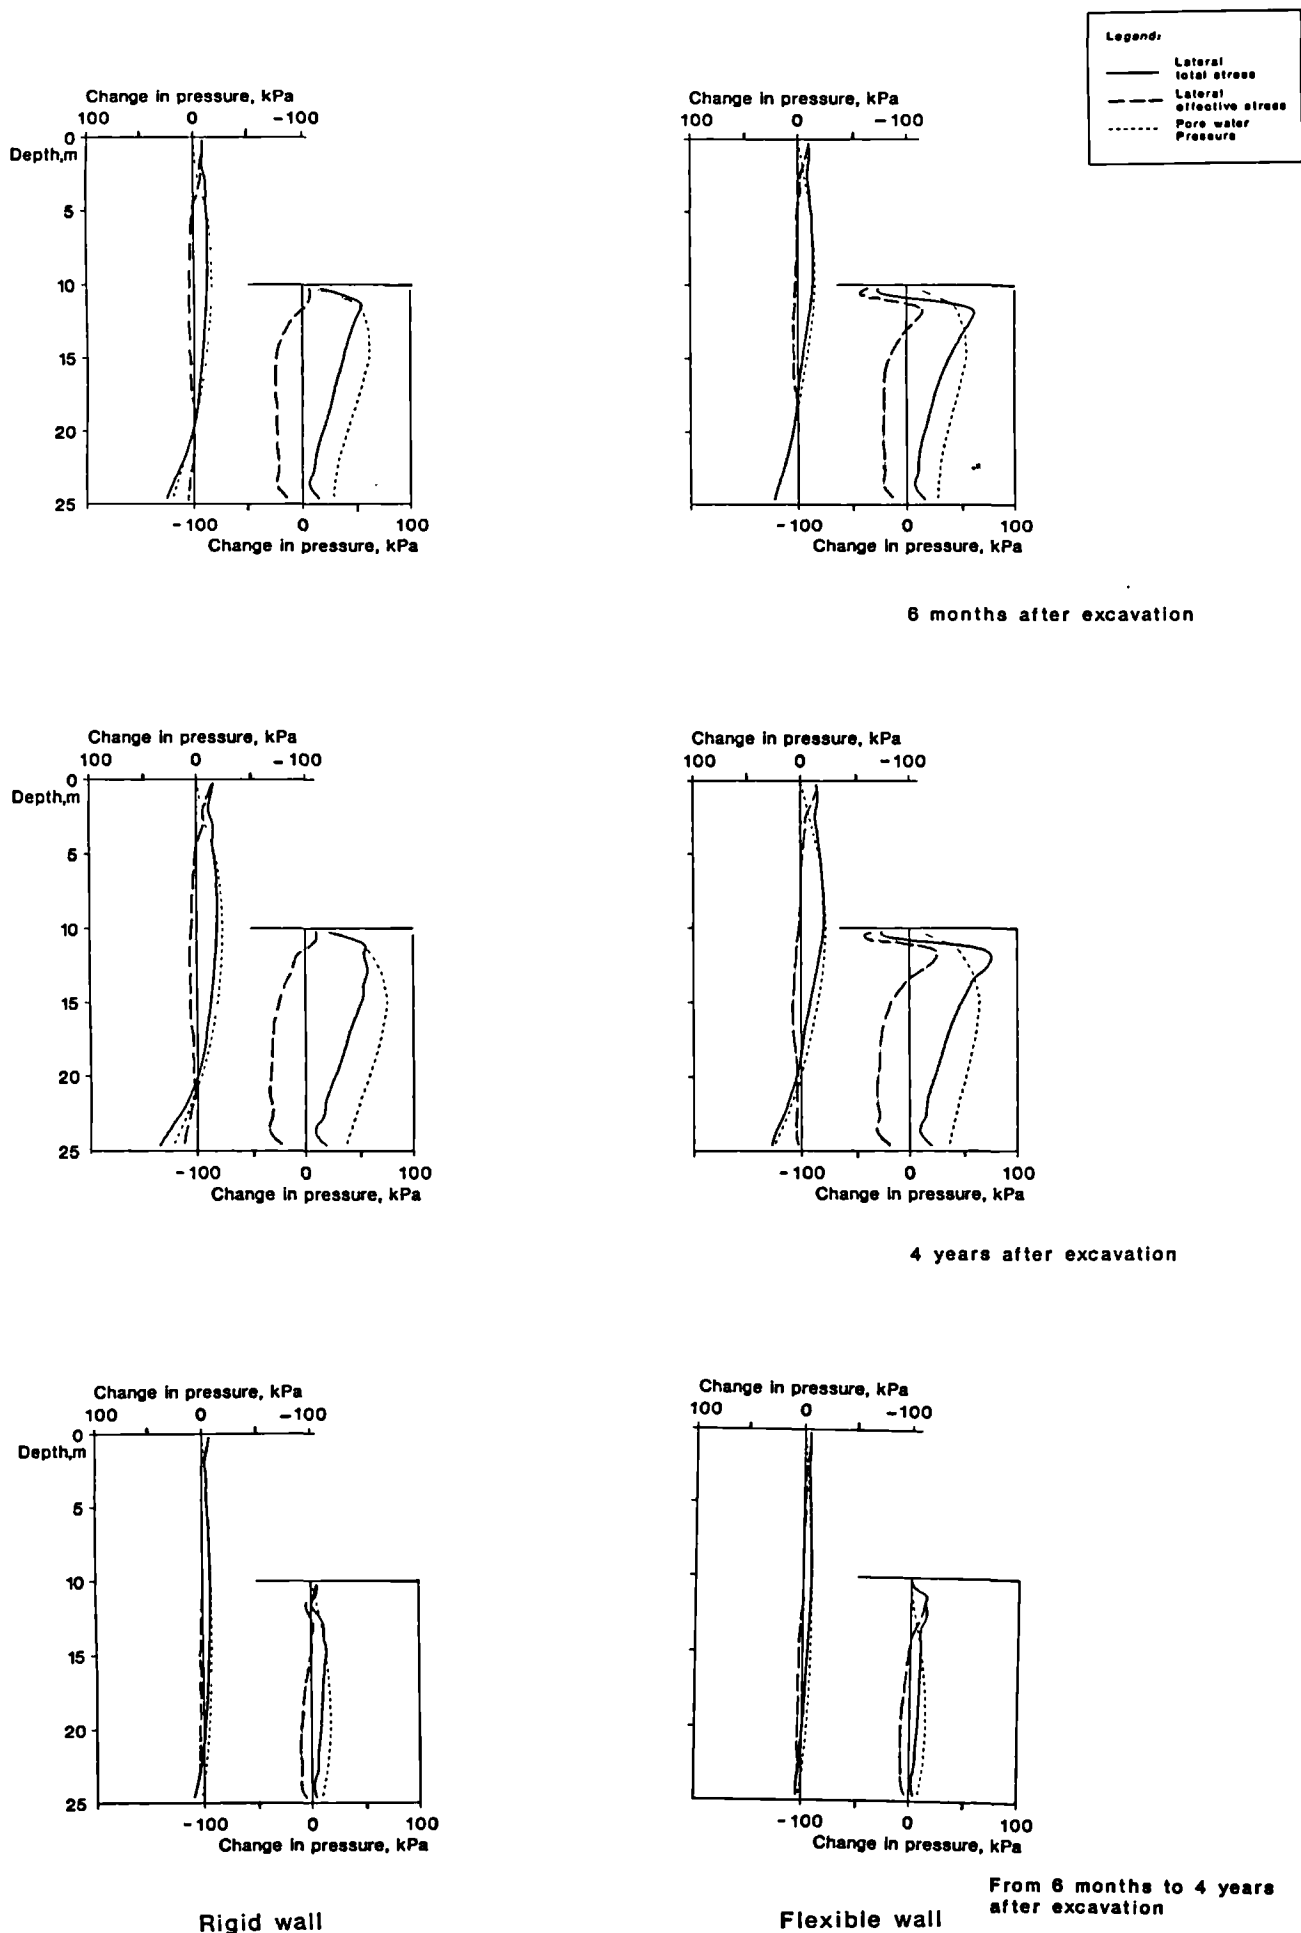 Legend:
Lateral
total stress
Lateral
effective stress
Pore water
Pressure
Change in pressure, kPa
100 0 -100
0
Depth,m
5
10
15
20
25
-100 0 100
Change in pressure, kPa
Change in pressure, kPa
100 0 -100
-100 0 100
Change in pressure, kPa
6 months after excavation
Change in pressure, kPa
100 0 -100
0
Depth,m
5
10
15
20
25
-100 0 100
Change in pressure, kPa
Change in pressure, kPa
100 0 -100
-100 0 100
Change in pressure, kPa
4 years after excavation
Change in pressure, kPa
100 0 -100
0
Depth,m
5
10
15
20
25
-100 0 100
Change in pressure, kPa
Change in pressure, kPa
100 0 -100
-100 0 100
Change in pressure, kPa
From 6 months to 4 years
after excavation
Rigid wall
Flexible wall